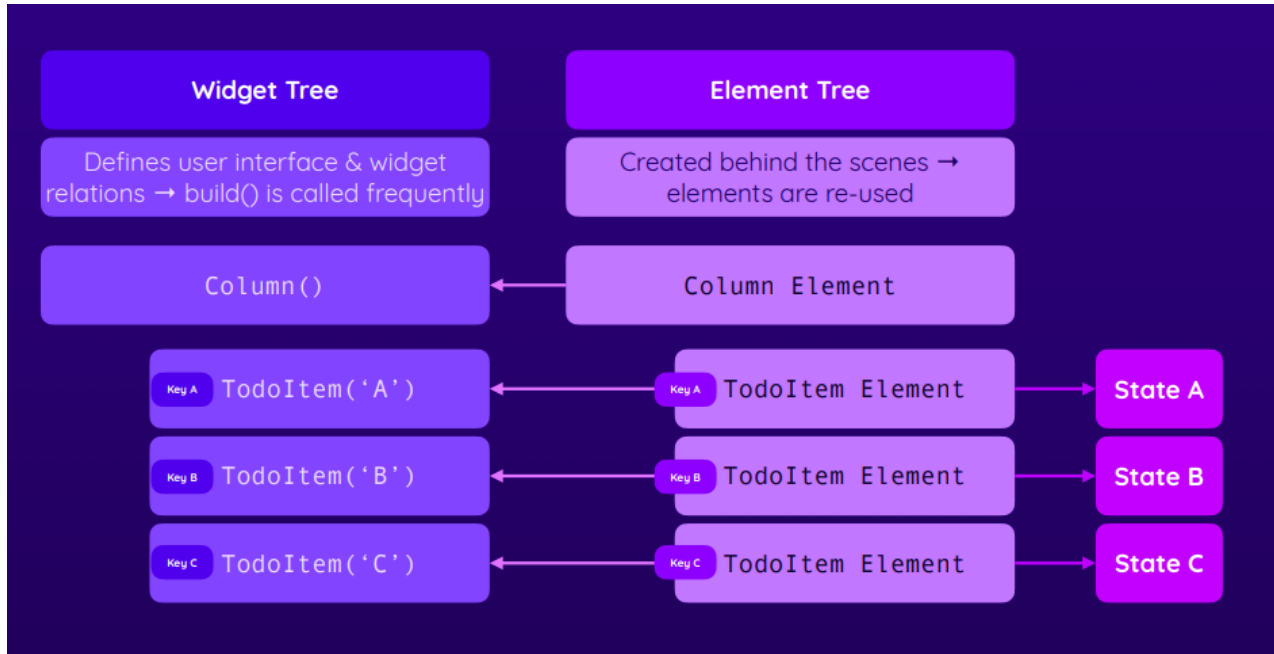 Widget Tree
Element Tree
Defines user interface & widget
relations → build() is called frequently
Created behind the scenes →
elements are re-used
Column()
Column Element
Key A TodoItem(‘A’)
Key A TodoItem Element
State A
Key B TodoItem(‘B’)
Key B TodoItem Element
State B
Key C TodoItem(‘C’)
Key C TodoItem Element
State C